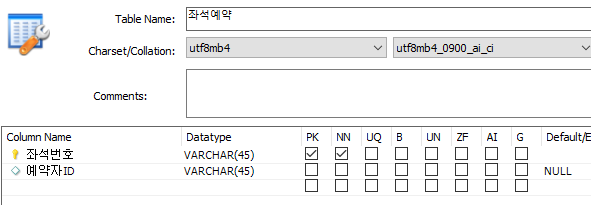 Table Name: 좌석예약
Charset/Collation: utf8mb4 utf8mb4_0900_ai_ci
Comments:
Column Name Datatype PK NN UQ B UN ZF AI G Default/E
좌석번호 VARCHAR(45)
예약자ID VARCHAR(45) NULL